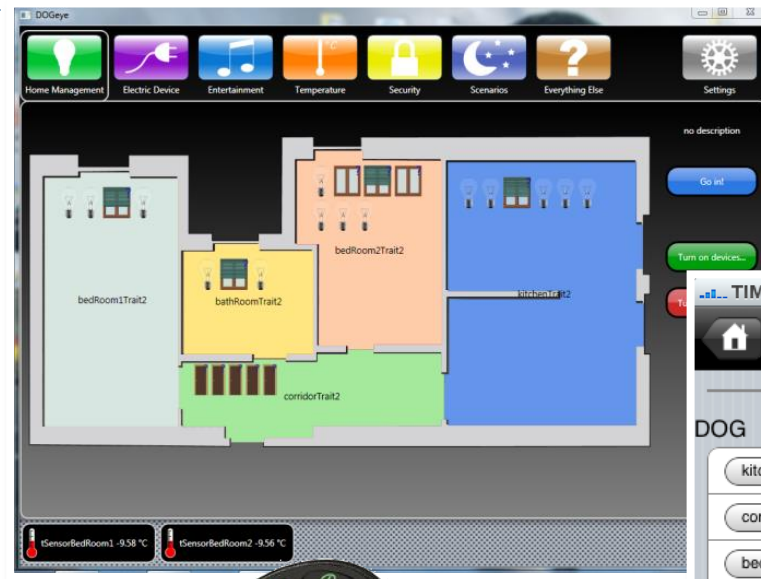 DOGeye
Home Management Electric Device Entertainment Temperature Security Scenarios Everything Else Settings
no description
Go in!
bedRoom2Trait2
Turn on devices...
bedRoom1Trait2
bathRoomTrait2
kitchenTrait2
corridorTrait2
TIM
DOG
tSensorBedRoom1 -9.58 °C
tSensorBedRoom2 -9.56 °C